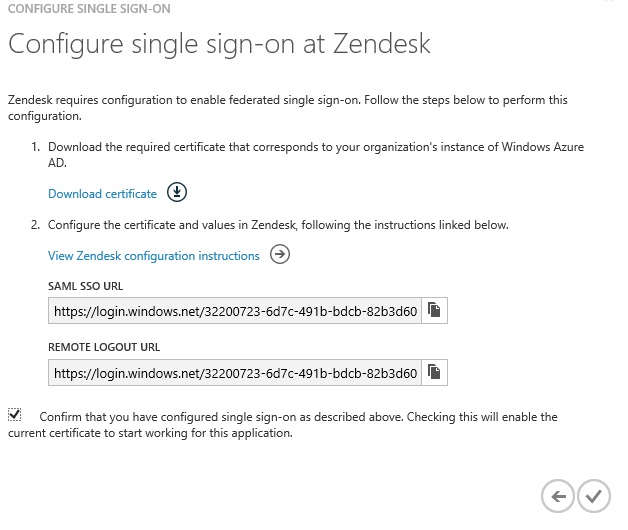 CONFIGURE SINGLE SIGN-ON
Configure single sign-on at Zendesk
Zendesk requires configuration to enable federated single sign-on. Follow the steps below to perform this
configuration.
1. Download the required certificate that corresponds to your organization's instance of Windows Azure
AD.
Download certificate
2. Configure the certificate and values in Zendesk, following the instructions linked below.
View Zendesk configuration instructions
SAML SSO URL
https://login.windows.net/32200723-6d7c-491b-bdcb-82b3d60
REMOTE LOGOUT URL
https://login.windows.net/32200723-6d7c-491b-bdcb-82b3d60
Confirm that you have configured single sign-on as described above. Checking this will enable the
current certificate to start working for this application.